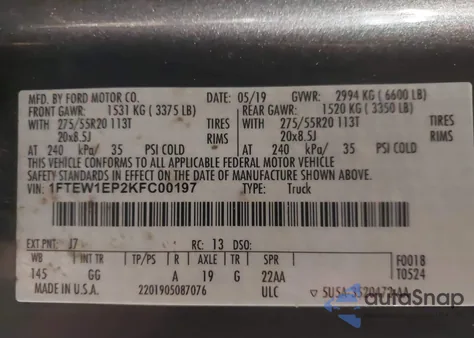 MFD. BY FORD MOTOR CO. DATE: 05/19 GVWR: 2994 KG (6600 LB)
FRONT GAWR: 1531 KG (3375 LB) REAR GAWR: 1520 KG (3350 LB)
WITH 275/55R20 113T TIRES WITH 275/55R20 113T TIRES
20x8.5J RIMS 20x8.5J RIMS
AT 240 kPa/ 35 PSI COLD AT 240 kPa/ 35 PSI COLD
THIS VEHICLE CONFORMS TO ALL APPLICABLE FEDERAL MOTOR VEHICLE
SAFETY STANDARDS IN EFFECT ON THE DATE OF MANUFACTURE SHOWN ABOVE.
VIN: 1FTEW1EP2KFC00197 TYPE: Truck
EXT PNT: J7 RC: 13 DSO:
WB INT TR TP/PS R AXLE TR SPR F0018
145 GG A 19 G 22AA T0524
MADE IN U.S.A. 2201905087076 ULC
autoSnap